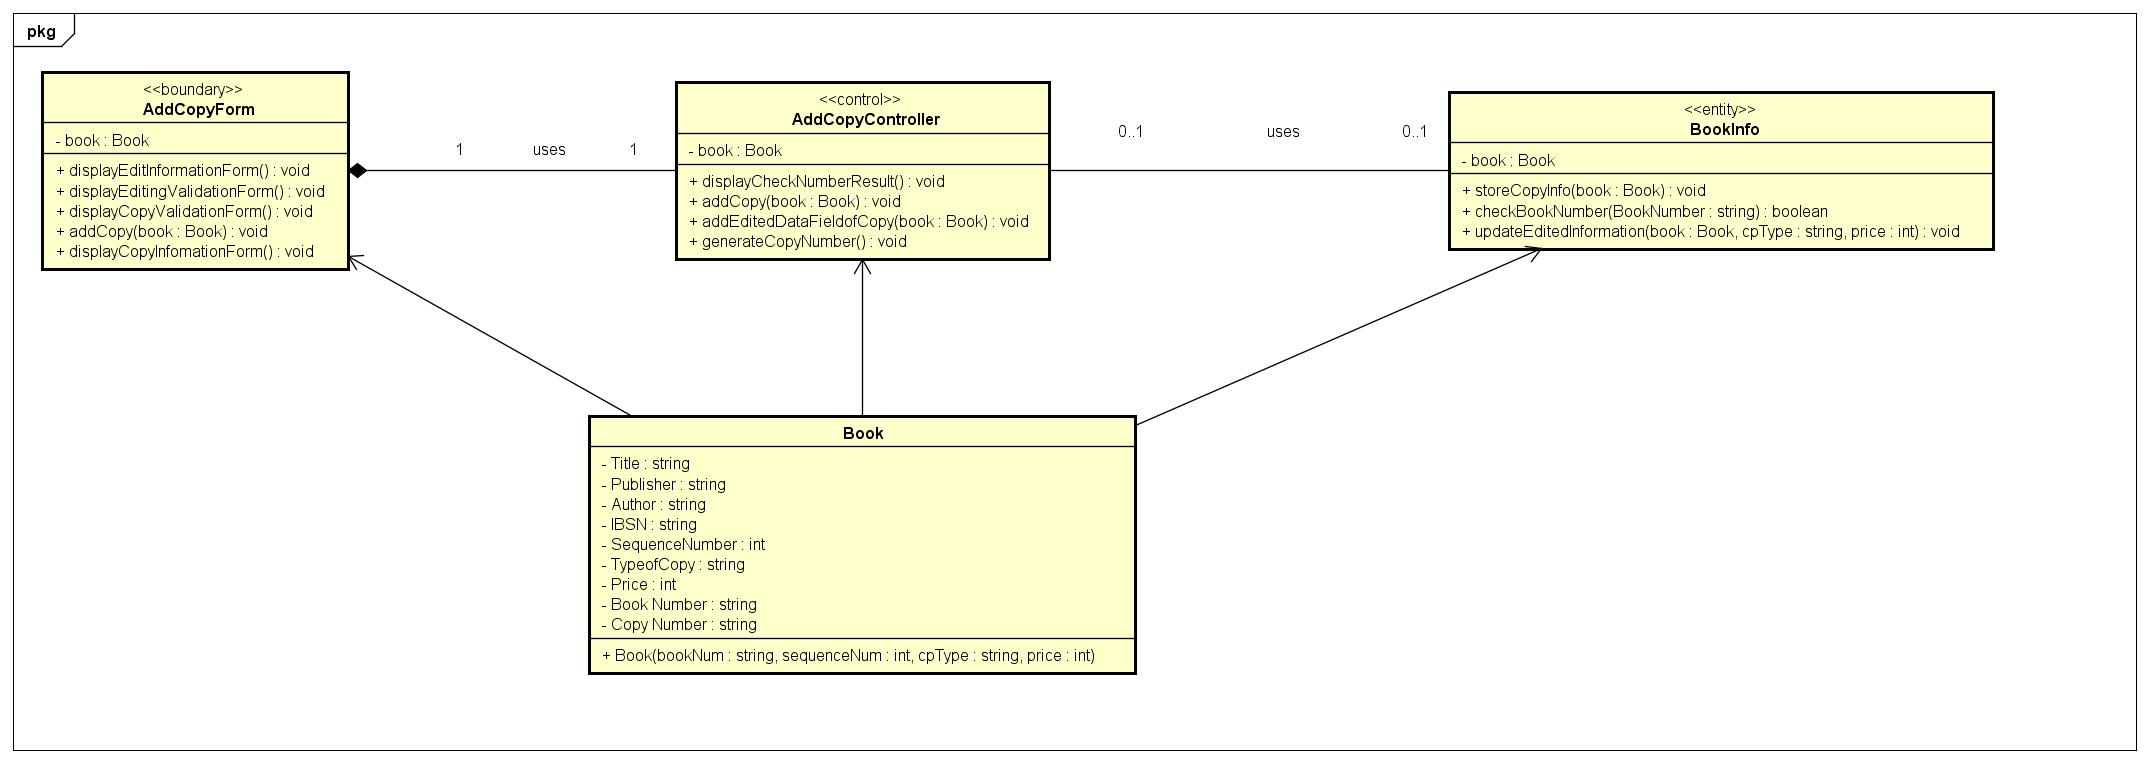 pkg
<<boundary>>
AddCopyForm
- book : Book
+ displayEditInformationForm() : void
+ displayEditingValidationForm() : void
+ displayCopyValidationForm() : void
+ addCopy(book : Book) : void
+ displayCopyInfomationForm() : void
1 uses 1
<<control>>
AddCopyController
- book : Book
+ displayCheckNumberResult() : void
+ addCopy(book : Book) : void
+ addEditedDataFieldofCopy(book : Book) : void
+ generateCopyNumber() : void
0..1 uses 0..1
<<entity>>
BookInfo
- book : Book
+ storeCopyInfo(book : Book) : void
+ checkBookNumber(BookNumber : string) : boolean
+ updateEditedInformation(book : Book, cpType : string, price : int) : void
Book
- Title : string
- Publisher : string
- Author : string
- IBSN : string
- SequenceNumber : int
- TypeofCopy : string
- Price : int
- Book Number : string
- Copy Number : string
+ Book(bookNum : string, sequenceNum : int, cpType : string, price : int)